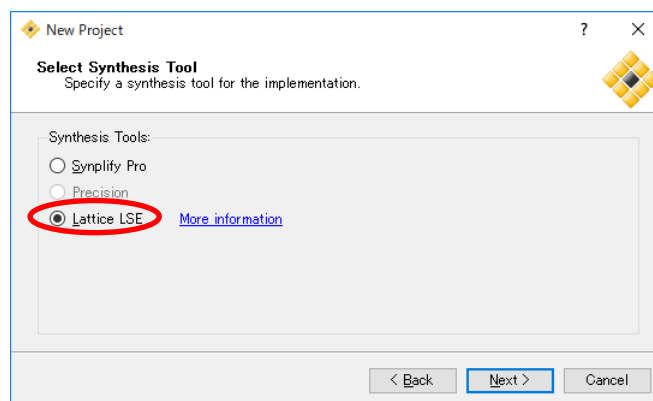 New Project
?
Select Synthesis Tool
Specify a synthesis tool for the implementation.
Synthesis Tools:
Synplify Pro
Precision
Lattice LSE More information
< Back Next > Cancel